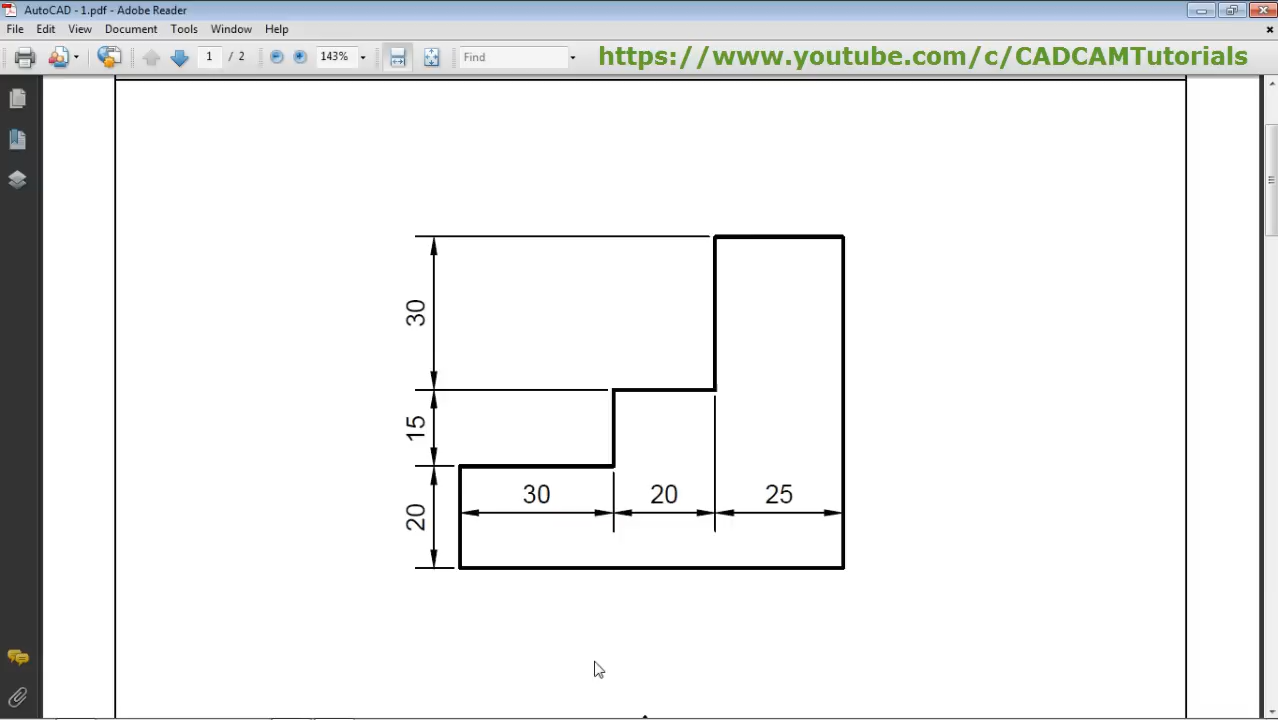 AutoCAD - 1.pdf - Adobe Reader
File Edit View Document Tools Window Help
1 / 2 143% Find https://www.youtube.com/c/CADCAMTutorials
30
15
20
30 20 25